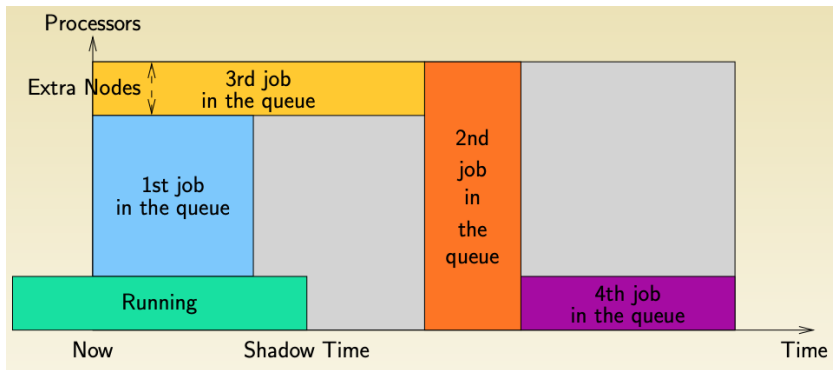 Processors
Extra Nodes
3rd job
in the queue
1st job
in the queue
2nd
job
in
the
queue
Running
4th job
in the queue
Now
Shadow Time
Time